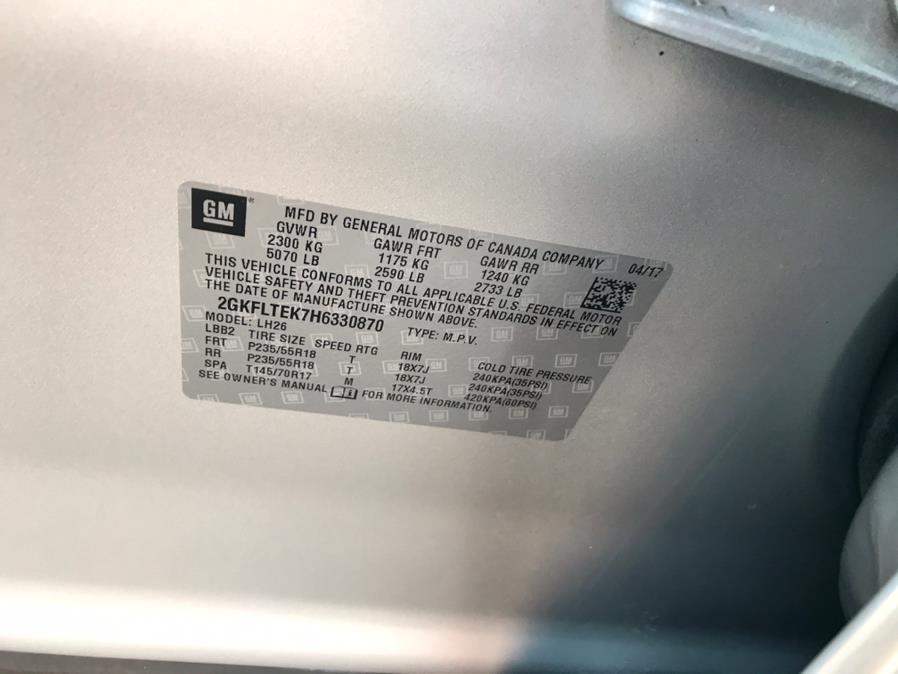 GM MFD BY GENERAL MOTORS OF CANADA COMPANY 04/17
GVWR GAWR FRT GAWR RR
2300 KG 1175 KG 1240 KG
5070 LB 2590 LB 2733 LB
THIS VEHICLE CONFORMS TO ALL APPLICABLE U.S. FEDERAL MOTOR
VEHICLE SAFETY AND THEFT PREVENTION STANDARDS IN EFFECT ON
THE DATE OF MANUFACTURE SHOWN ABOVE.
2GKFLTEK7H6330870 TYPE: M.P.V.
MODEL: LH26
LBB2 TIRE SIZE SPEED RTG RIM COLD TIRE PRESSURE
FRT P235/55R18 T 18X7J 240KPA(35PSI)
RR P235/55R18 T 18X7J 240KPA(35PSI)
SPA T145/70R17 M 17X4.5T 420KPA(60PSI)
SEE OWNER'S MANUAL FOR MORE INFORMATION.